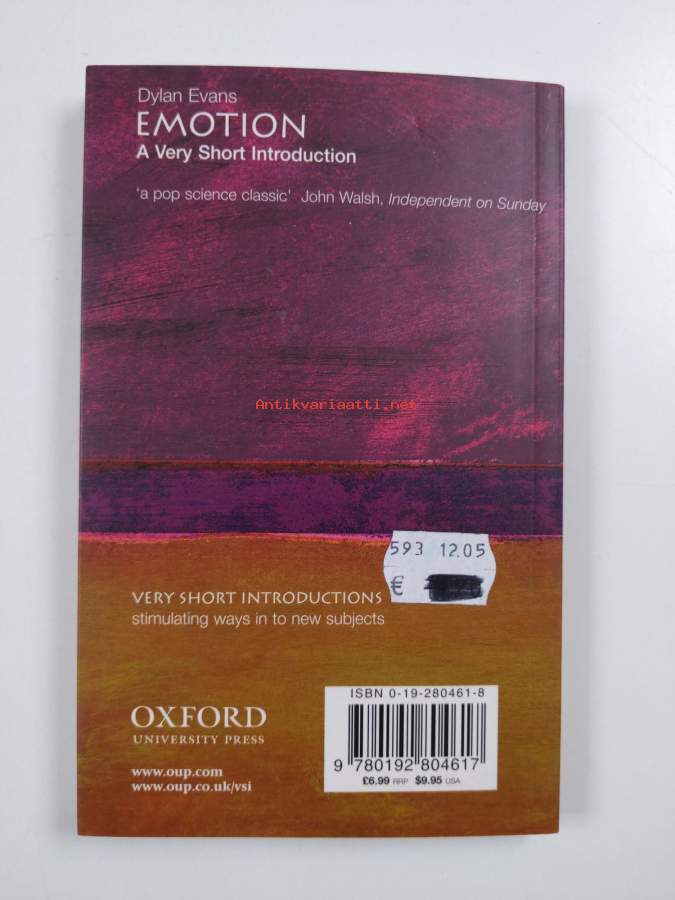 Dylan Evans
EMOTION
A Very Short Introduction
'a pop science classic' John Walsh, Independent on Sunday
Antikvariaatti.net
593 12.05
€
VERY SHORT INTRODUCTIONS
stimulating ways in to new subjects
ISBN 0-19-280461-8
OXFORD
UNIVERSITY PRESS
9 780192 804617
£6.99 RRP $9.95 USA
www.oup.com
www.oup.co.uk/vsi